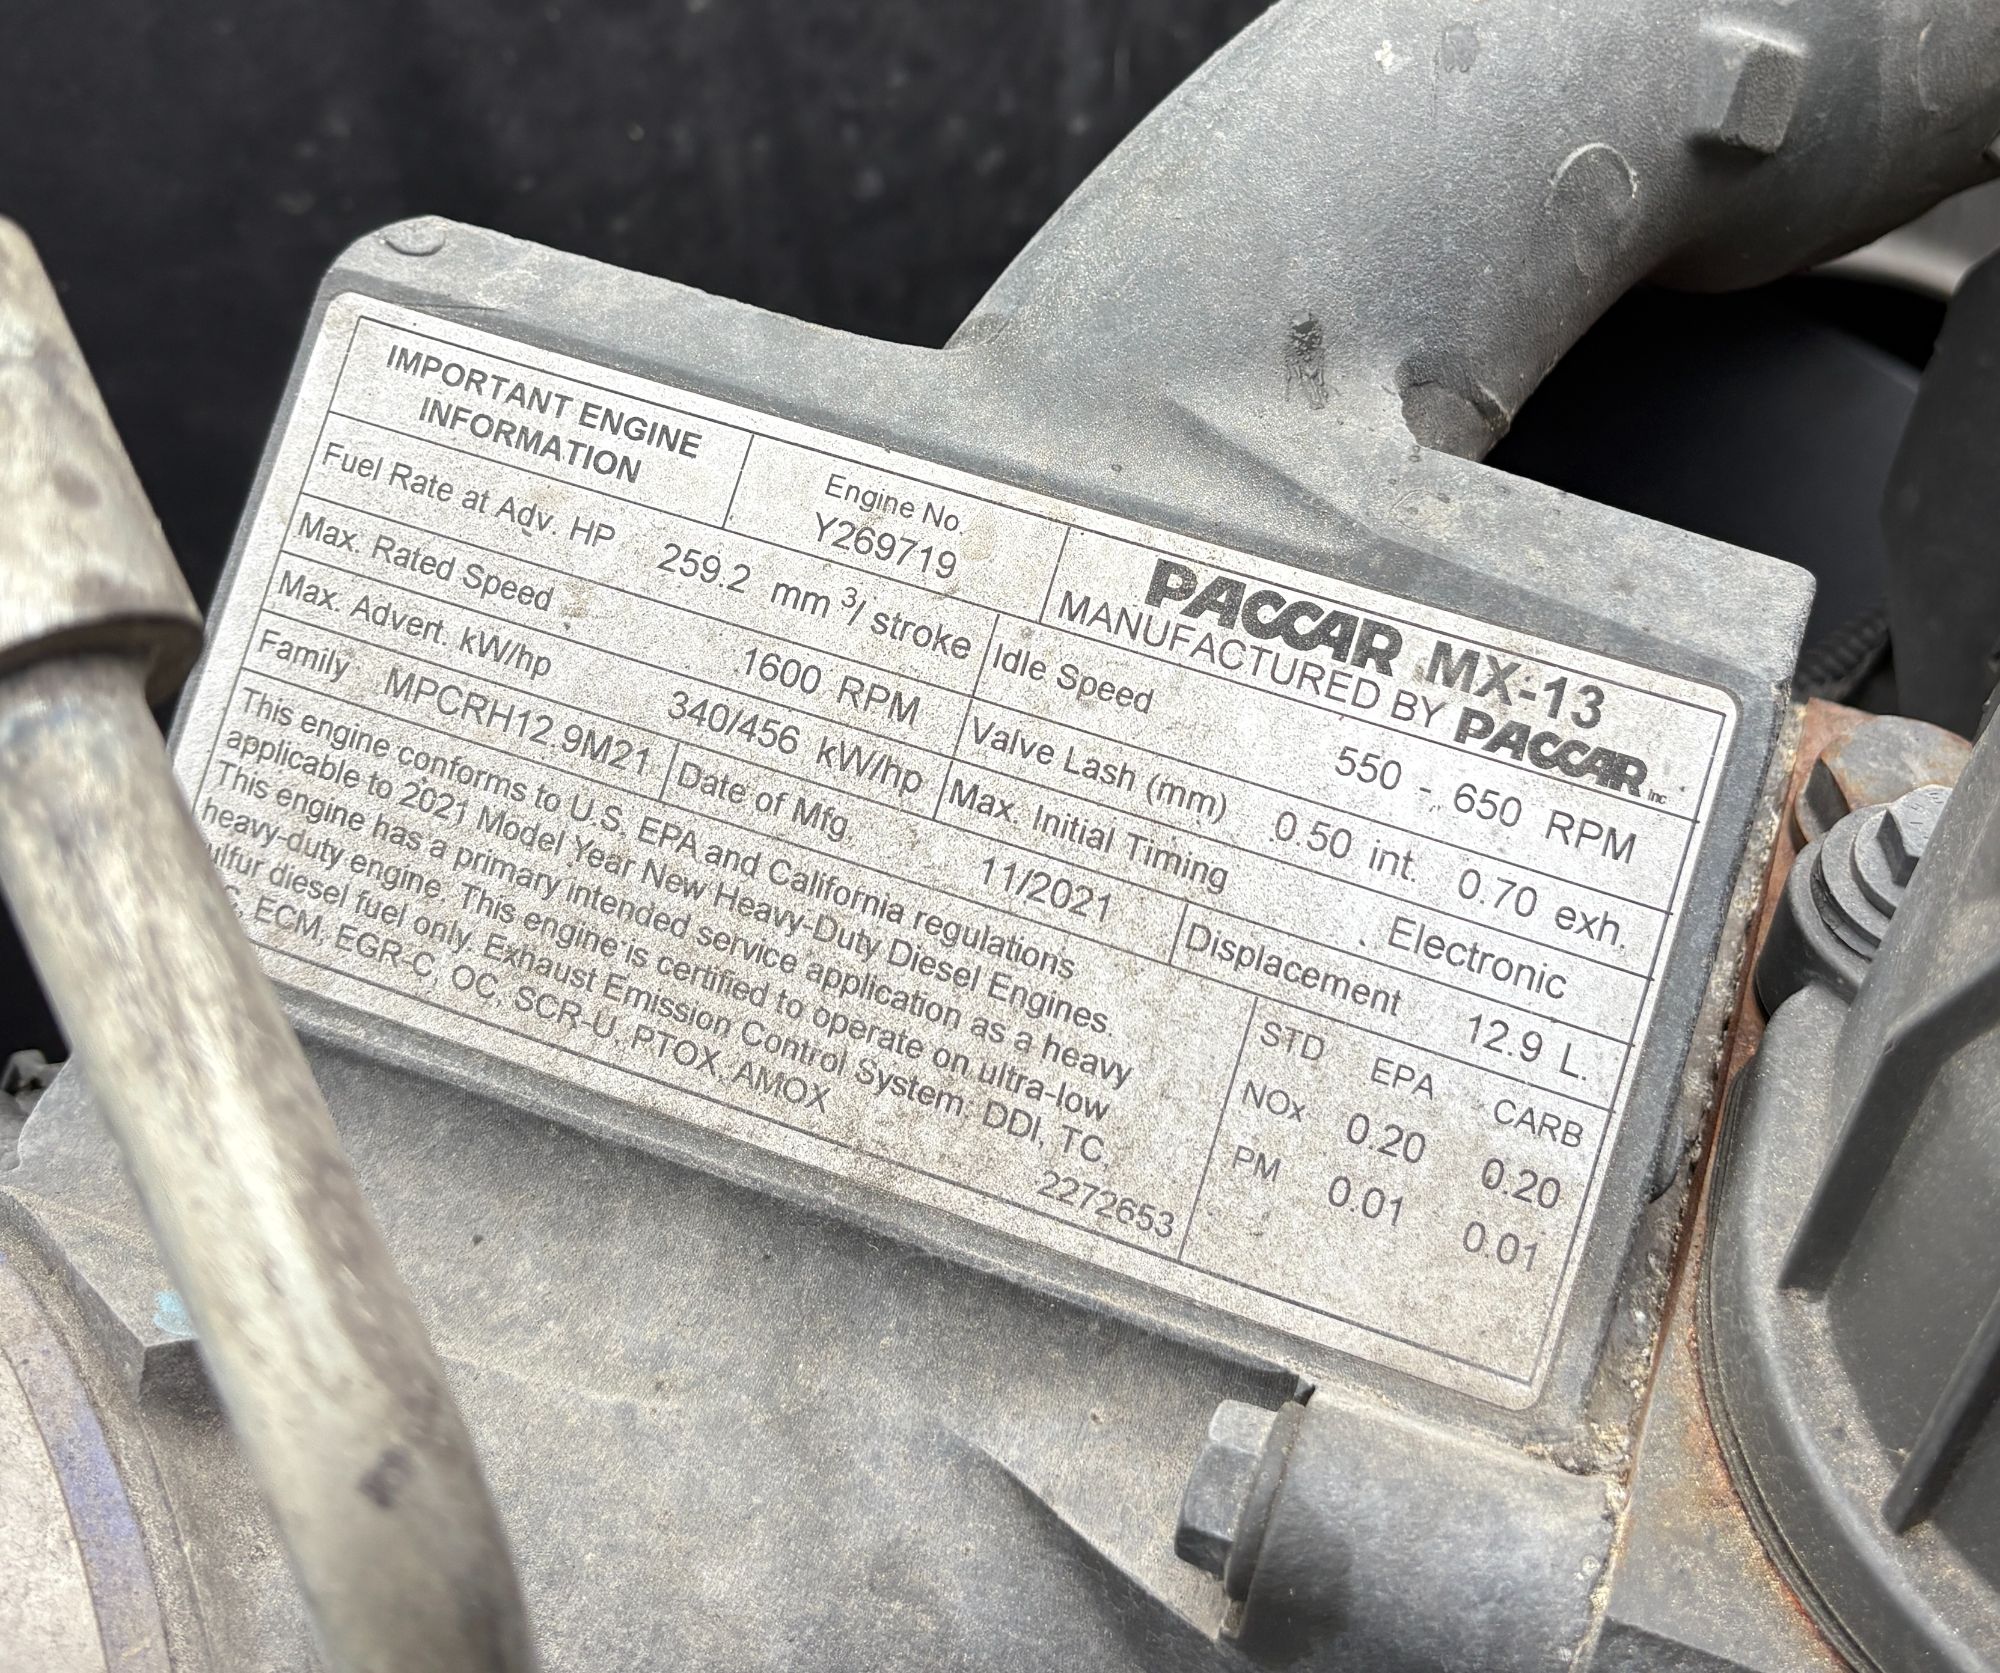 IMPORTANT ENGINE
INFORMATION
Engine No.
Y269719
PACCAR MX-13
MANUFACTURED BY PACCAR inc
Fuel Rate at Adv. HP 259.2 mm³/ stroke
Idle Speed 550 - 650 RPM
Max. Rated Speed 1600 RPM
Valve Lash (mm) 0.50 int. 0.70 exh.
Max. Advert. kW/hp 340/456 kW/hp
Max. Initial Timing Electronic
Family MPCRH12.9M21
Date of Mfg. 11/2021
Displacement 12.9 L.
This engine conforms to U.S. EPA and California regulations
applicable to 2021 Model Year New Heavy-Duty Diesel Engines.
This engine has a primary intended service application as a heavy
heavy-duty engine. This engine is certified to operate on ultra-low
ulfur diesel fuel only. Exhaust Emission Control System: DDI, TC,
ECM, EGR-C, OC, SCR-U, PTOX, AMOX
2272653
STD EPA CARB
NOx 0.20 0.20
PM 0.01 0.01